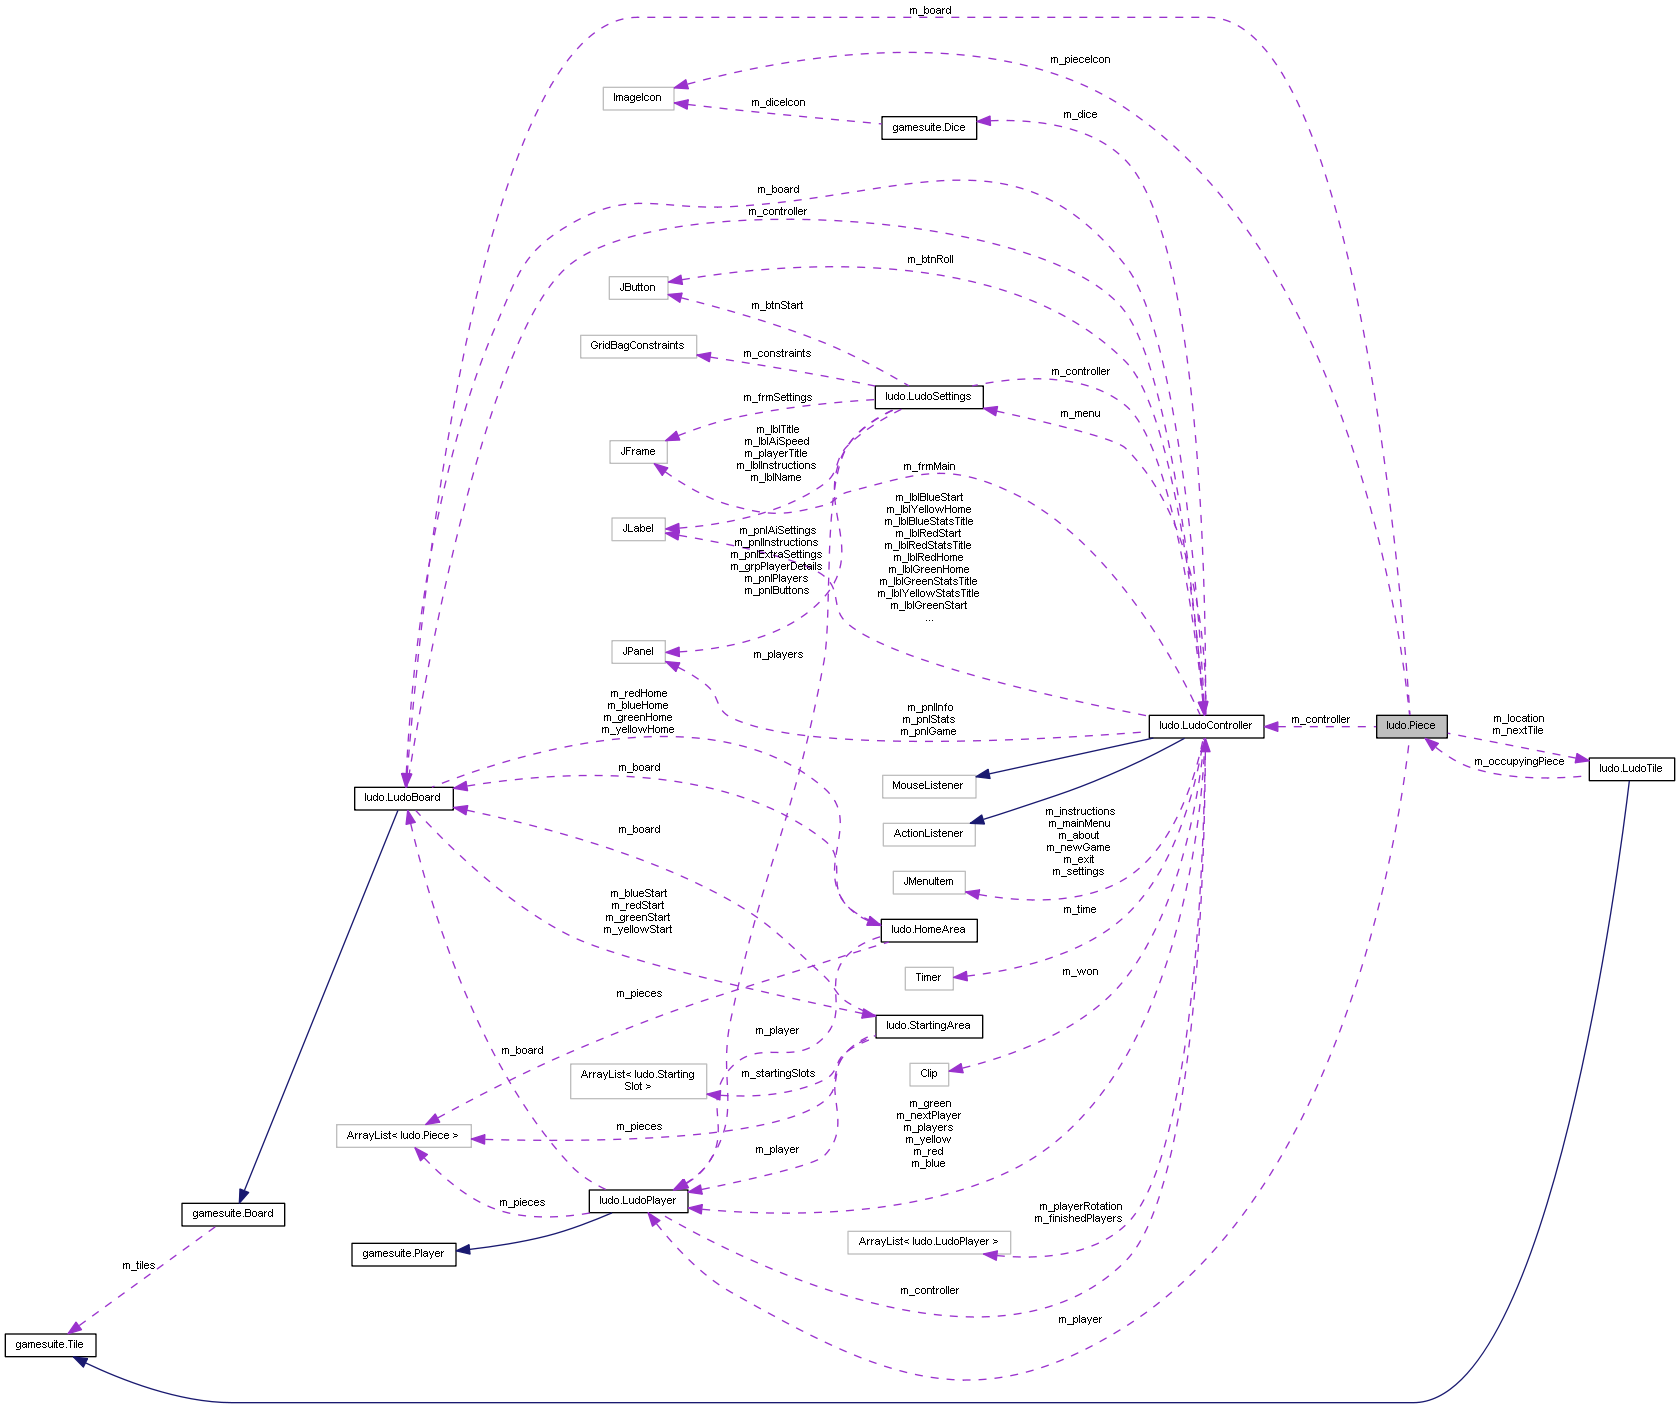 m_board
m_pieceIcon
ImageIcon
m_diceIcon
m_dice
gamesuite.Dice
m_board
m_controller
m_btnRoll
JButton
m_btnStart
GridBagConstraints
m_constraints
m_controller
ludo.LudoSettings
m_frmSettings
m_menu
m_lblTitle
m_lblAiSpeed
m_playerTitle
m_lblInstructions
m_lblName
JFrame
m_frmMain
m_lblBlueStart
m_lblYellowHome
m_lblBlueStatsTitle
m_lblRedStart
m_lblRedStatsTitle
m_lblRedHome
m_lblGreenHome
m_lblGreenStatsTitle
m_lblYellowStatsTitle
m_lblGreenStart
...
JLabel
m_pnlAiSettings
m_pnlInstructions
m_pnlExtraSettings
m_grpPlayerDetails
m_pnlPlayers
m_pnlButtons
JPanel
m_players
m_redHome
m_blueHome
m_greenHome
m_yellowHome
m_pnlInfo
m_pnlStats
m_pnlGame
ludo.LudoController
m_controller
ludo.Piece
m_location
m_nextTile
m_occupyingPiece
ludo.LudoTile
m_board
MouseListener
ludo.LudoBoard
m_board
ActionListener
m_instructions
m_mainMenu
m_about
m_newGame
m_exit
m_settings
JMenuItem
m_blueStart
m_redStart
m_greenStart
m_yellowStart
m_time
ludo.HomeArea
Timer
m_won
m_pieces
ludo.StartingArea
m_player
m_board
ArrayList< ludo.Starting
Slot >
m_startingSlots
Clip
m_green
m_nextPlayer
m_players
m_yellow
m_red
m_blue
ArrayList< ludo.Piece >
m_pieces
m_player
m_pieces
ludo.LudoPlayer
gamesuite.Board
m_playerRotation
m_finishedPlayers
ArrayList< ludo.LudoPlayer >
gamesuite.Player
m_tiles
m_controller
m_player
gamesuite.Tile